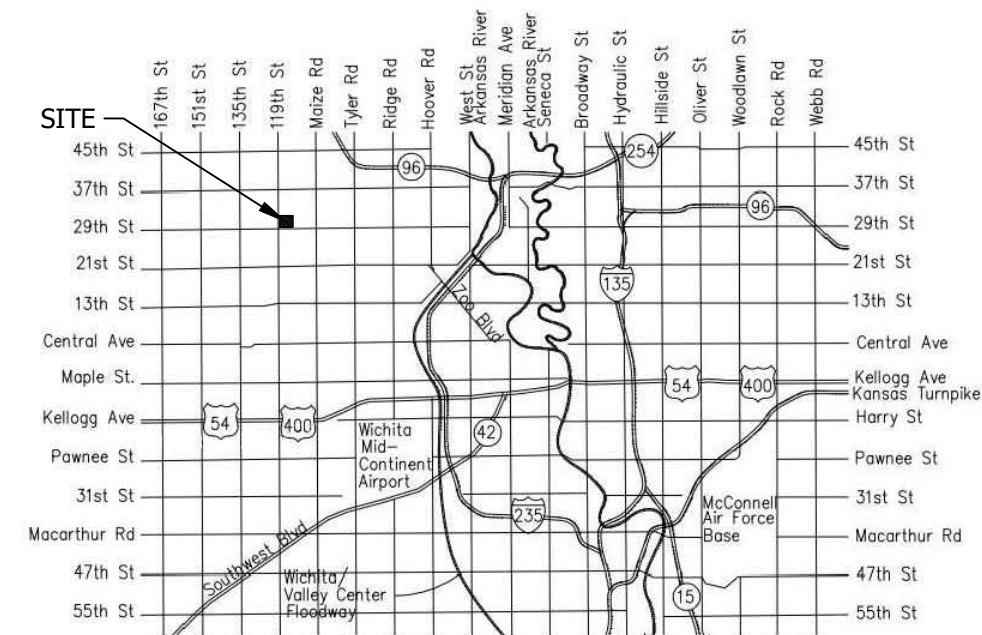 167th St
151st St
135th St
119th St
Maize Rd
Tyler Rd
Ridge Rd
Hoover Rd
West St
Arkansas River
Meridian Ave
Arkansas River
Seneca St
Broadway St
Hydraulic St
Hillside St
Oliver St
Woodlawn St
Rock Rd
Webb Rd
SITE
45th St
37th St
29th St
21st St
13th St
Central Ave
Maple St.
Kellogg Ave
Pawnee St
31st St
Macarthur Rd
47th St
55th St
96
254
96
135
Zoo Blvd
54
400
54
400
42
Wichita
Mid-
Continent
Airport
235
McConnell
Air Force
Base
Southwest Blvd
Wichita
Valley Center
Floodway
15
45th St
37th St
29th St
21st St
13th St
Central Ave
Kellogg Ave
Kansas Turnpike
Harry St
Pawnee St
31st St
Macarthur Rd
47th St
55th St